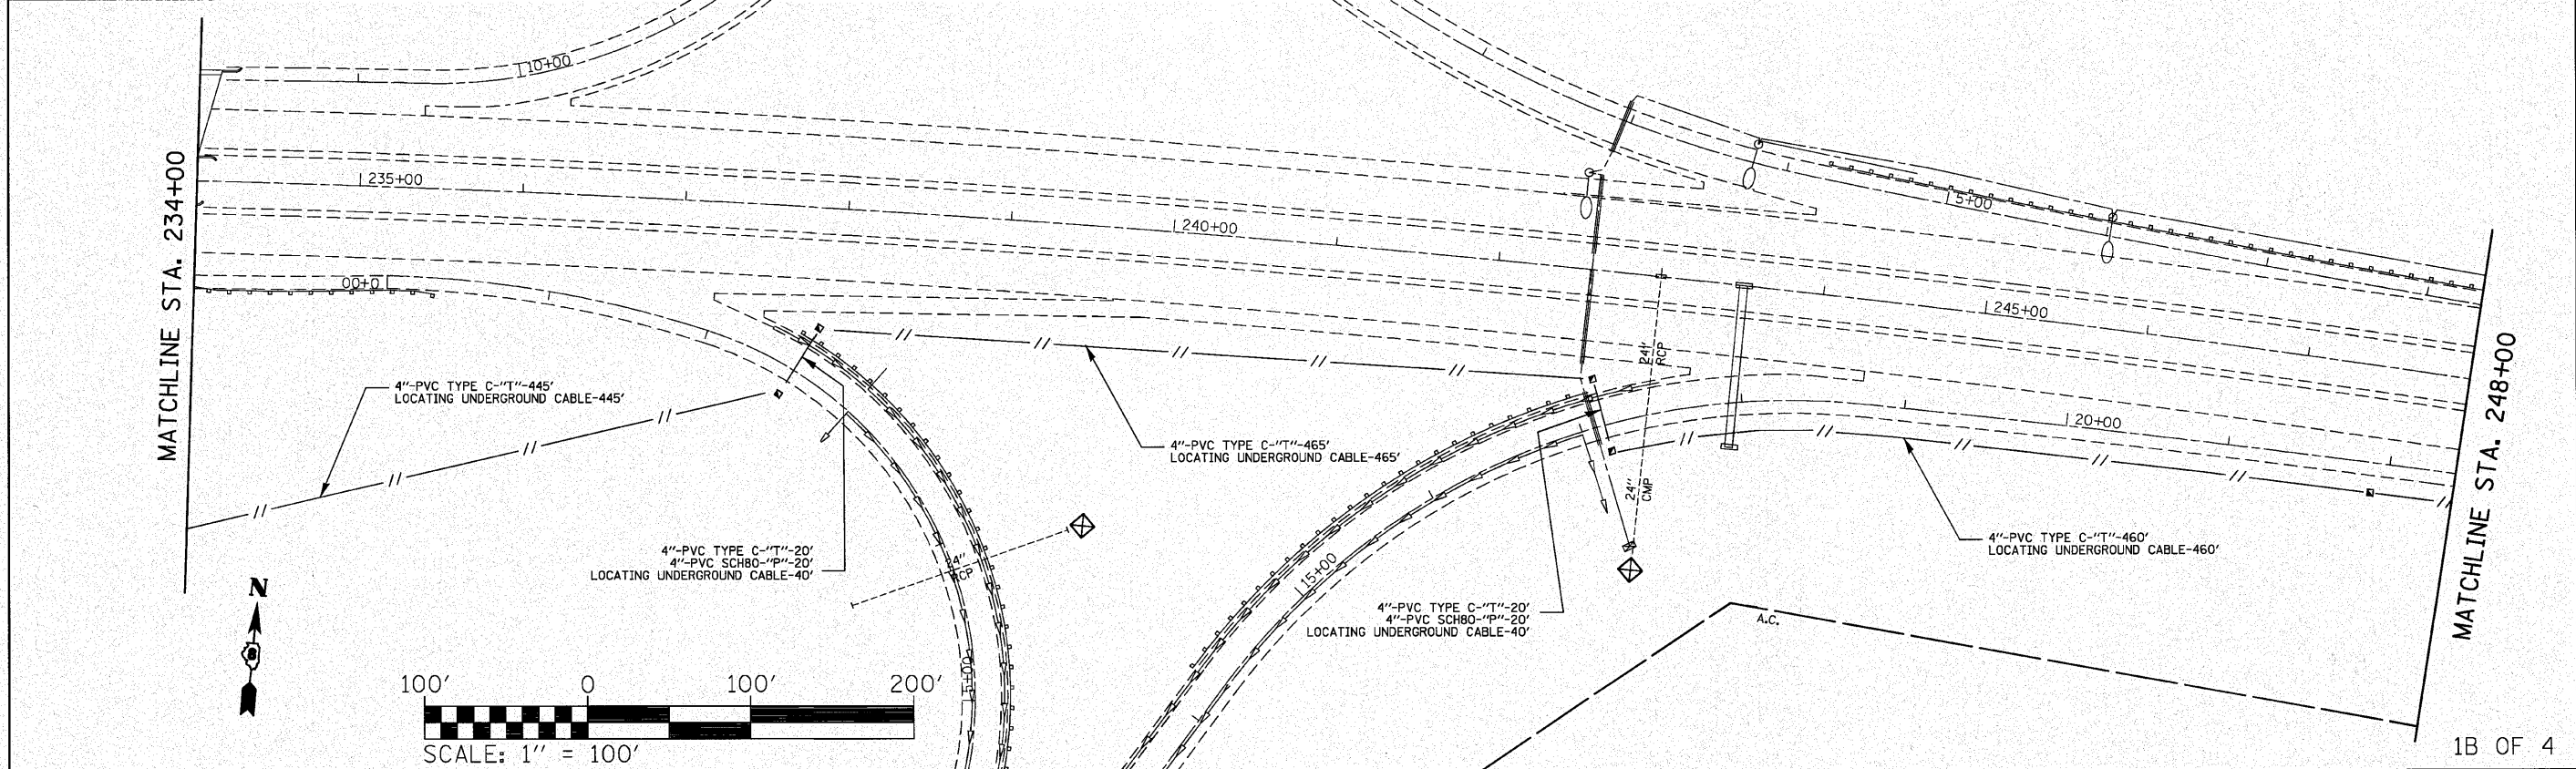 10+00
MATCHLINE STA. 234+00
235+00
240+00
5+00
245+00
0+00
24" RCP
20+00
MATCHLINE STA. 248+00
4"-PVC TYPE C-"T"-445'
LOCATING UNDERGROUND CABLE-445'
4"-PVC TYPE C-"T"-465'
LOCATING UNDERGROUND CABLE-465'
24" CMP
4"-PVC TYPE C-"T"-460'
LOCATING UNDERGROUND CABLE-460'
4"-PVC TYPE C-"T"-20'
4"-PVC SCH80-"P"-20'
LOCATING UNDERGROUND CABLE-40'
4" RCP
15+00
4"-PVC TYPE C-"T"-20'
4"-PVC SCH80-"P"-20'
LOCATING UNDERGROUND CABLE-40'
A.C.
N
5+00
100' 0 100' 200'
SCALE: 1" = 100'
1B OF 4